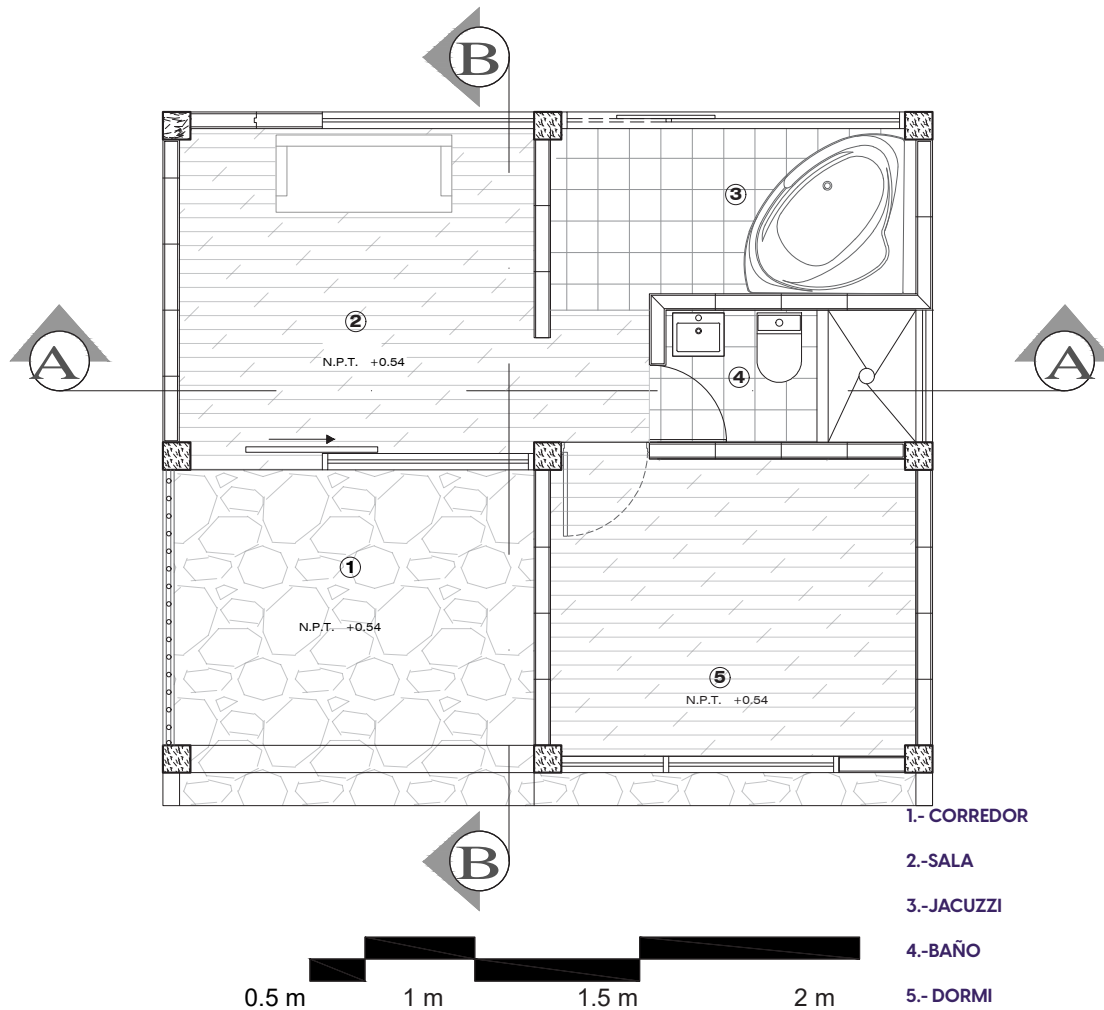 B
3
2
N.P.T. +0.54
4
A
A
1
N.P.T. +0.54
5
N.P.T. +0.54
B
1.- CORREDOR
2.-SALA
3.-JACUZZI
4.-BAÑO
5.- DORMI
0.5 m 1 m 1.5 m 2 m